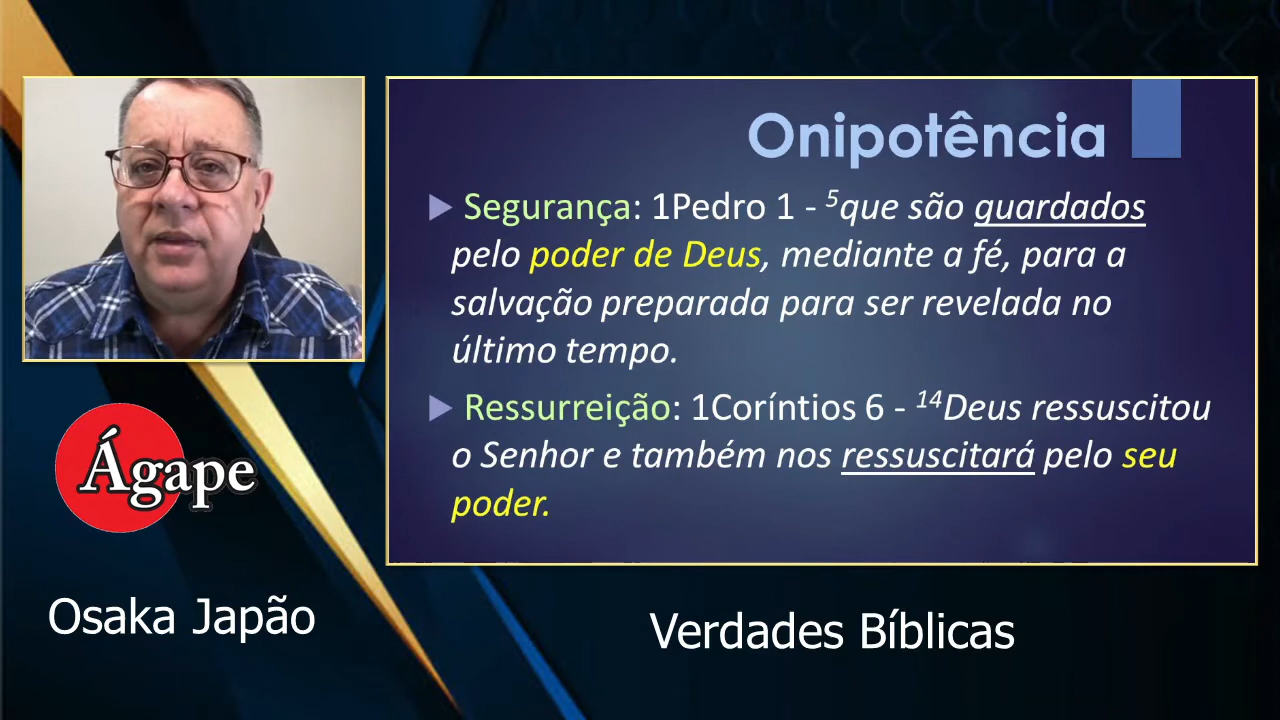 Onipotência
Segurança: 1Pedro 1 - ⁵que são guardados
pelo poder de Deus, mediante a fé, para a
salvação preparada para ser revelada no
último tempo.
Ressurreição: 1Coríntios 6 - ¹⁴Deus ressuscitou
o Senhor e também nos ressuscitará pelo seu
poder.
Ágape
Osaka Japão
Verdades Bíblicas